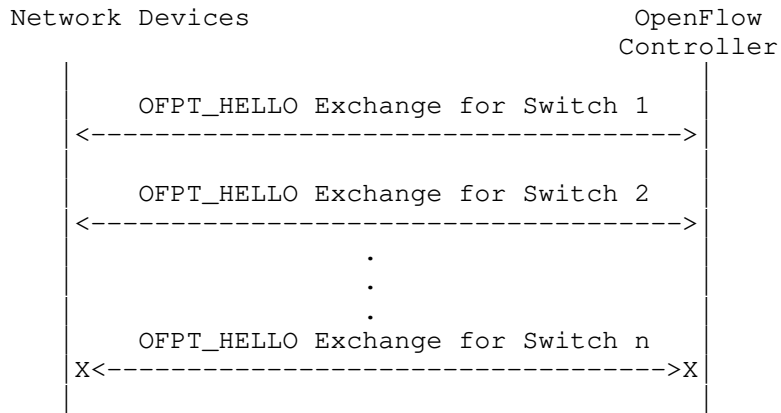 Network Devices OpenFlow
Controller
OFPT_HELLO Exchange for Switch 1
|<------------------------------------->|
OFPT_HELLO Exchange for Switch 2
|<------------------------------------->|
.
.
.
OFPT_HELLO Exchange for Switch n
|X<----------------------------------->X|